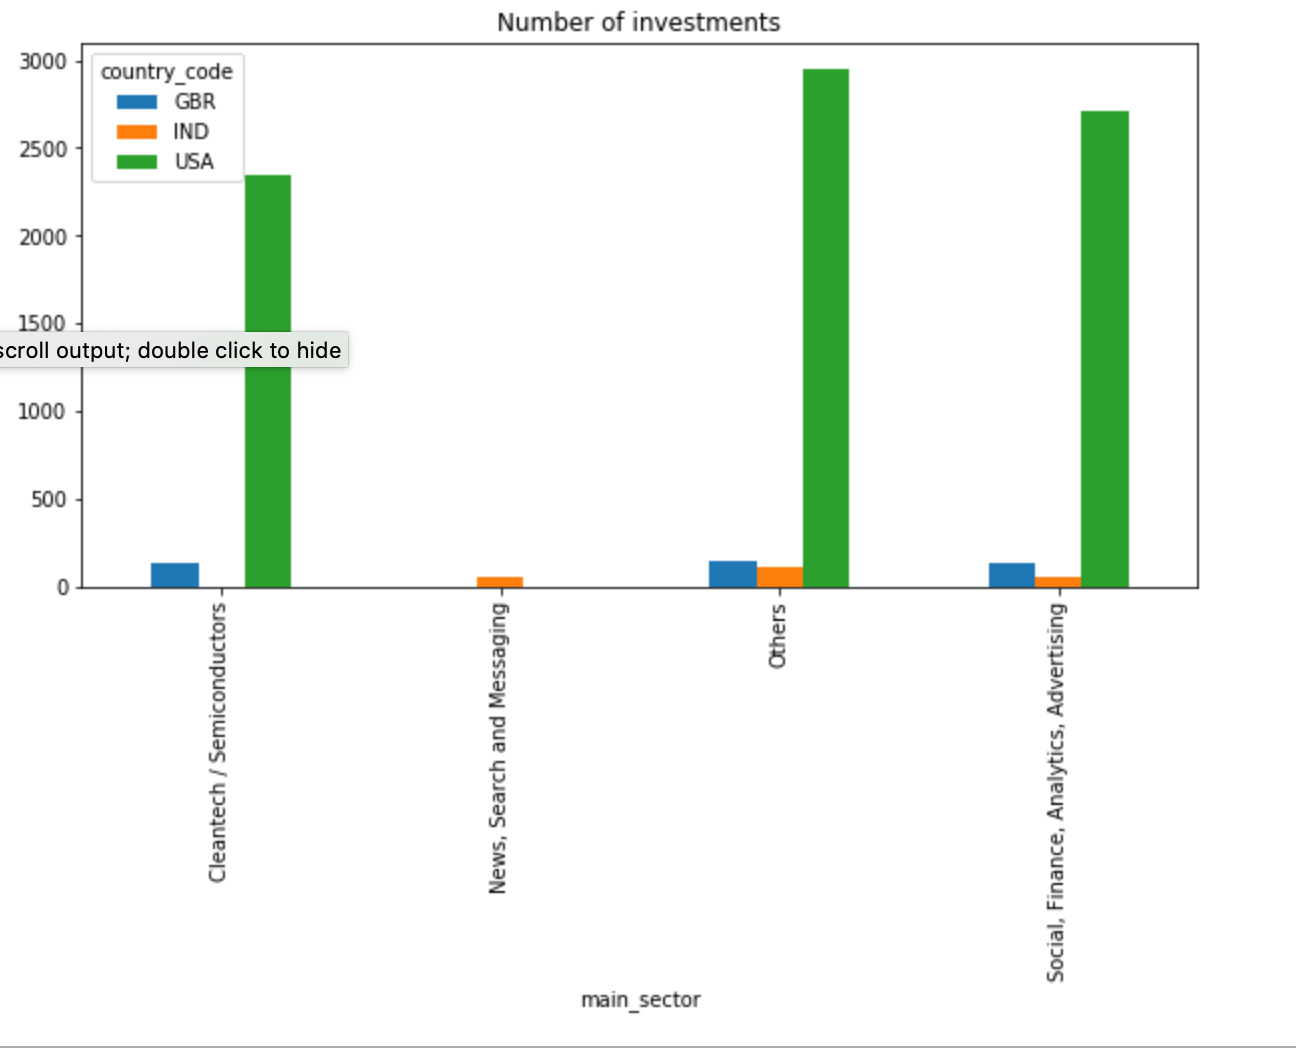 Number of investments
3000
2500
2000
1500
1000
500
0
country_code
GBR
IND
USA
scroll output; double click to hide
Cleantech / Semiconductors
News, Search and Messaging
Others
Social, Finance, Analytics, Advertising
main_sector